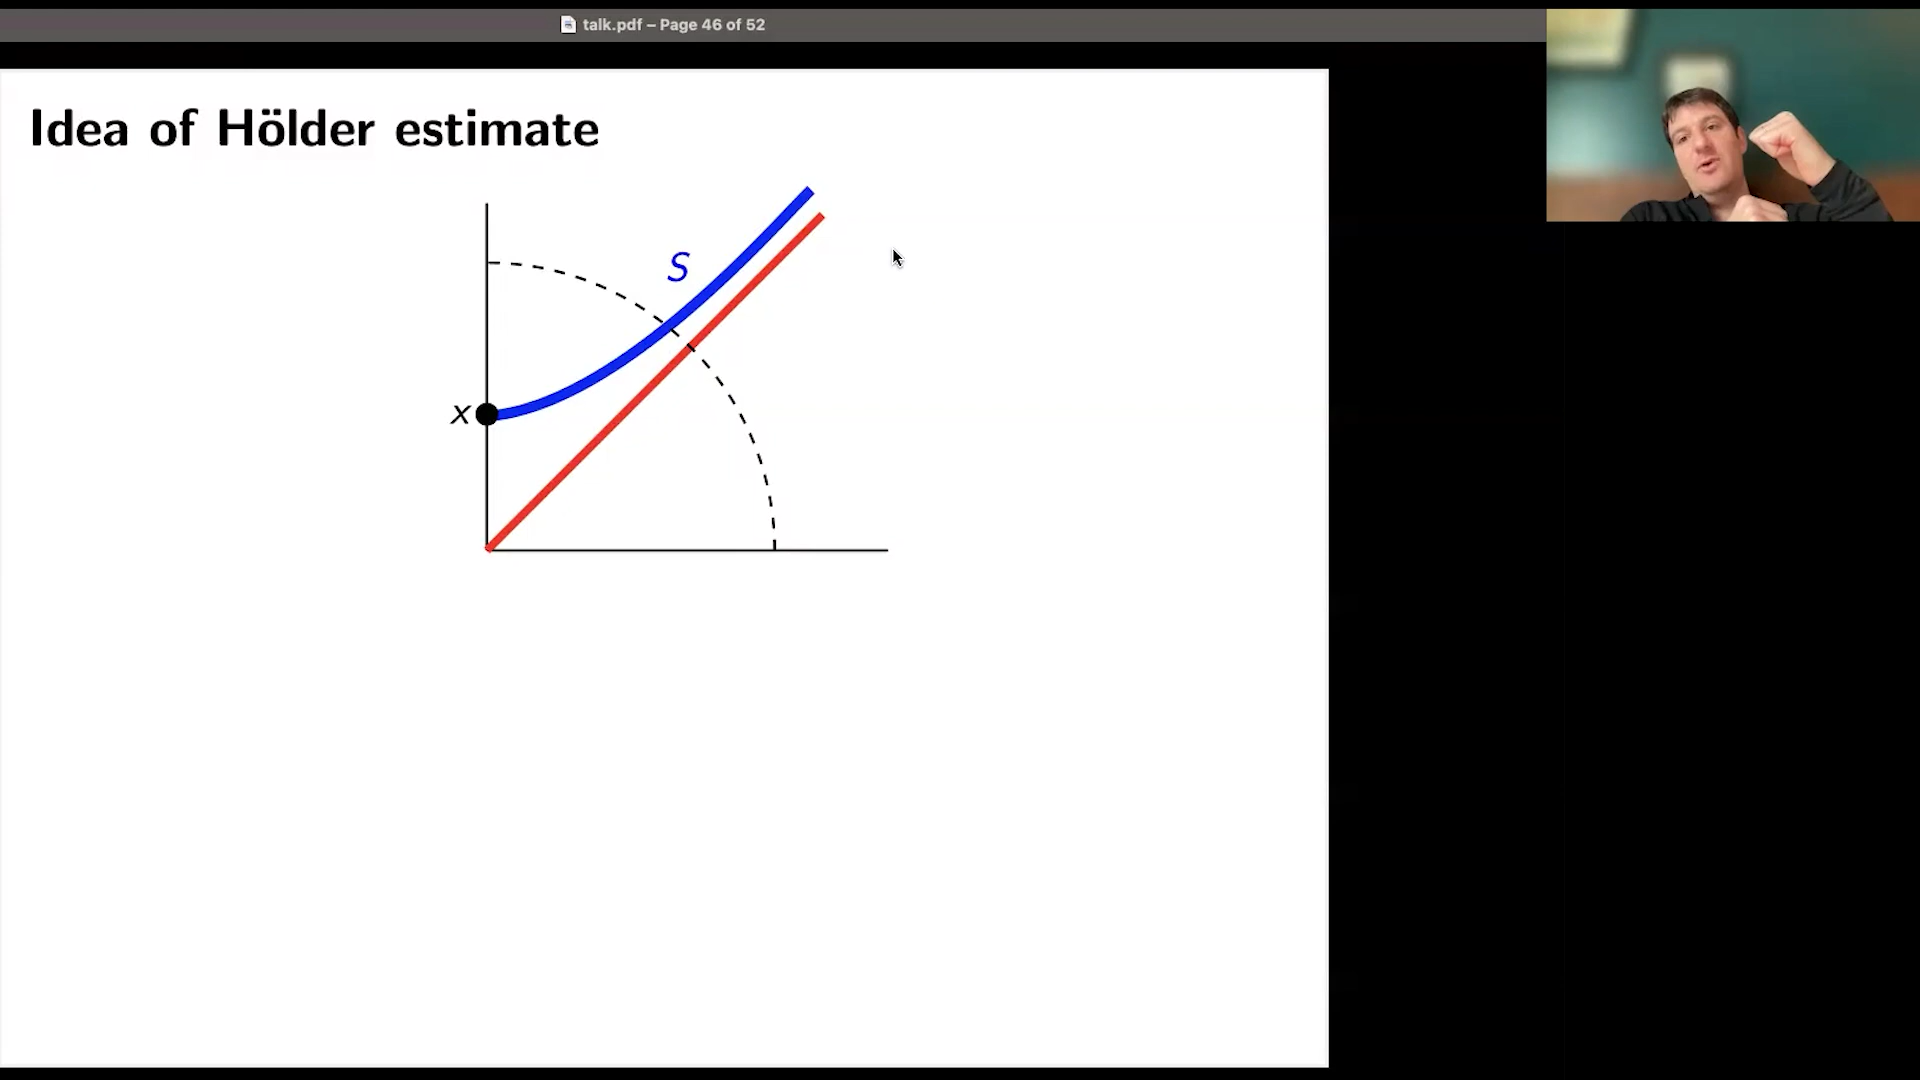 talk.pdf – Page 46 of 52
Idea of Hölder estimate
S
x